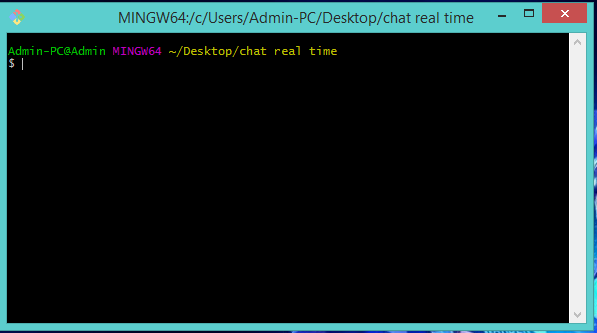 MINGW64:/c/Users/Admin-PC/Desktop/chat real time
Admin-PC@Admin MINGW64 ~/Desktop/chat real time
$